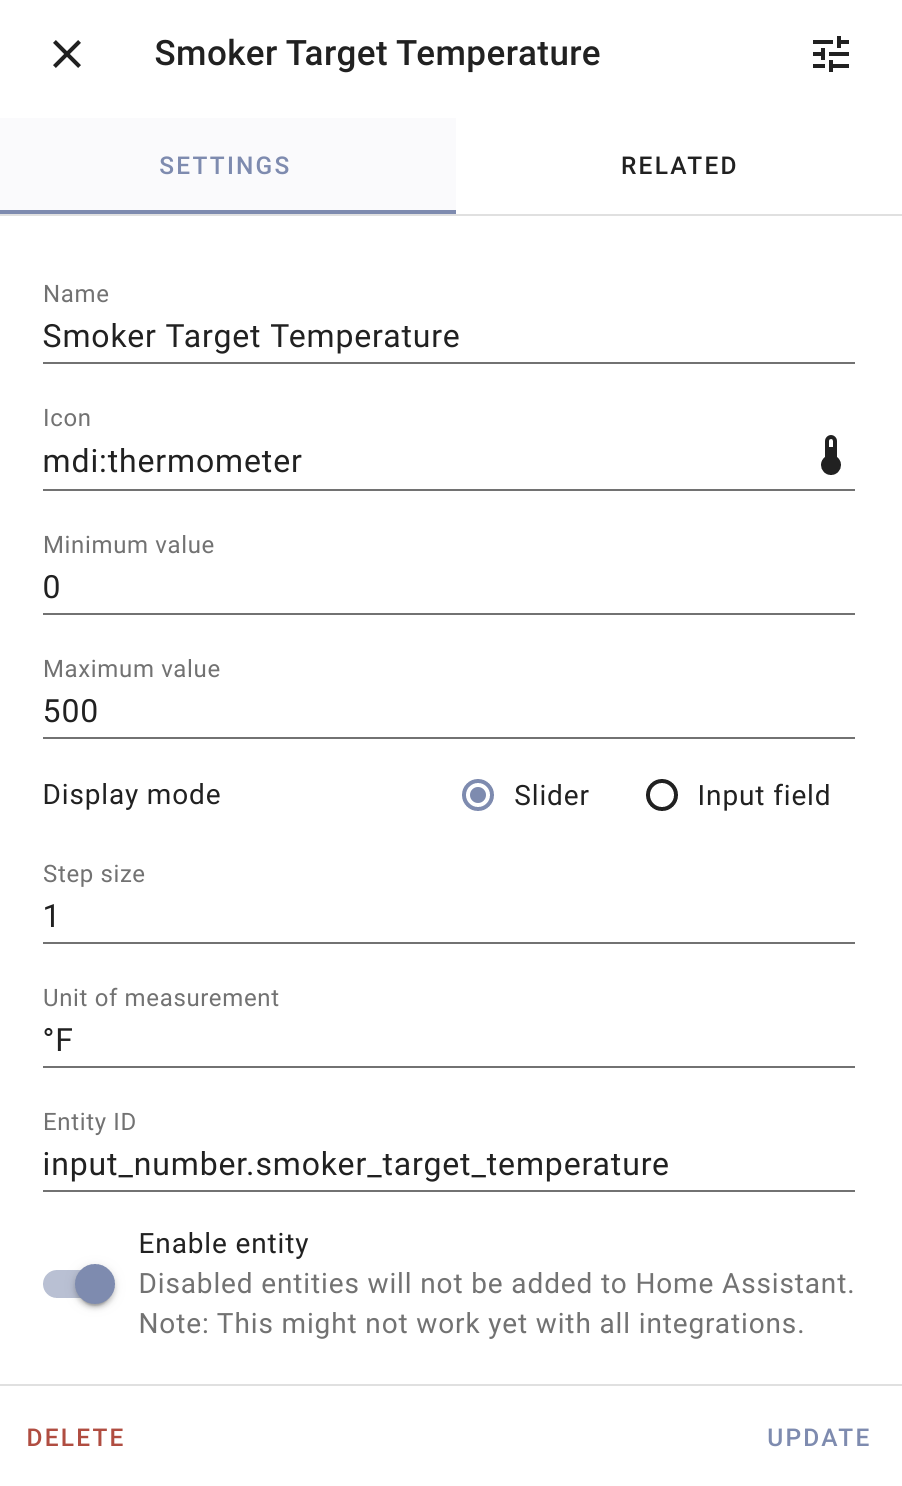 Smoker Target Temperature
SETTINGS
RELATED
Name
Smoker Target Temperature
Icon
mdi:thermometer
Minimum value
0
Maximum value
500
Display mode
Slider
Input field
Step size
1
Unit of measurement
°F
Entity ID
input_number.smoker_target_temperature
Enable entity
Disabled entities will not be added to Home Assistant.
Note: This might not work yet with all integrations.
DELETE
UPDATE